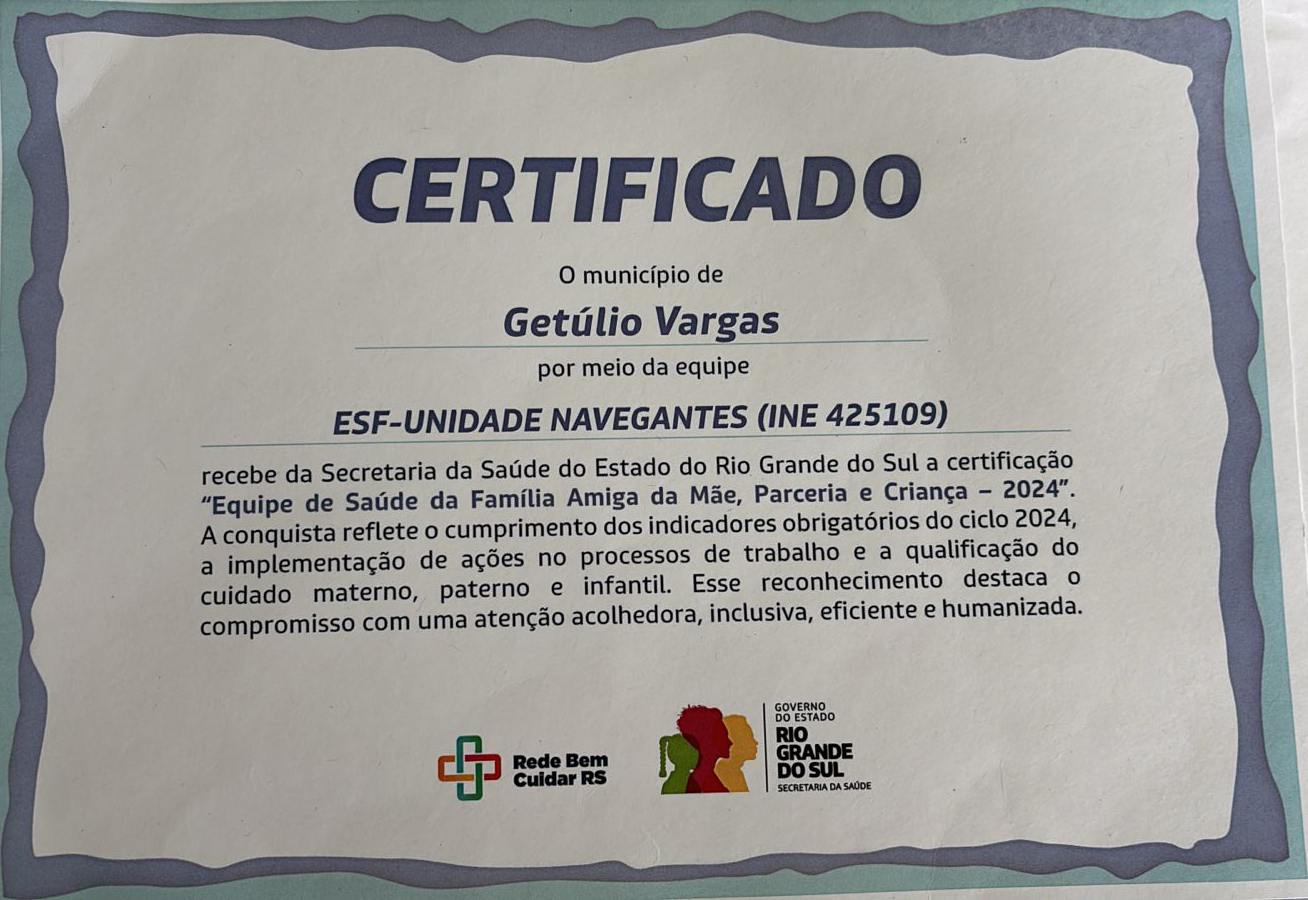 CERTIFICADO
O município de
Getúlio Vargas
por meio da equipe
ESF-UNIDADE NAVEGANTES (INE 425109)
recebe da Secretaria da Saúde do Estado do Rio Grande do Sul a certificação
“Equipe de Saúde da Família Amiga da Mãe, Parceria e Criança – 2024”.
A conquista reflete o cumprimento dos indicadores obrigatórios do ciclo 2024,
a implementação de ações no processos de trabalho e a qualificação do
cuidado materno, paterno e infantil. Esse reconhecimento destaca o
compromisso com uma atenção acolhedora, inclusiva, eficiente e humanizada.
Rede Bem
Cuidar RS
GOVERNO
DO ESTADO
RIO
GRANDE
DO SUL
SECRETARIA DA SAÚDE